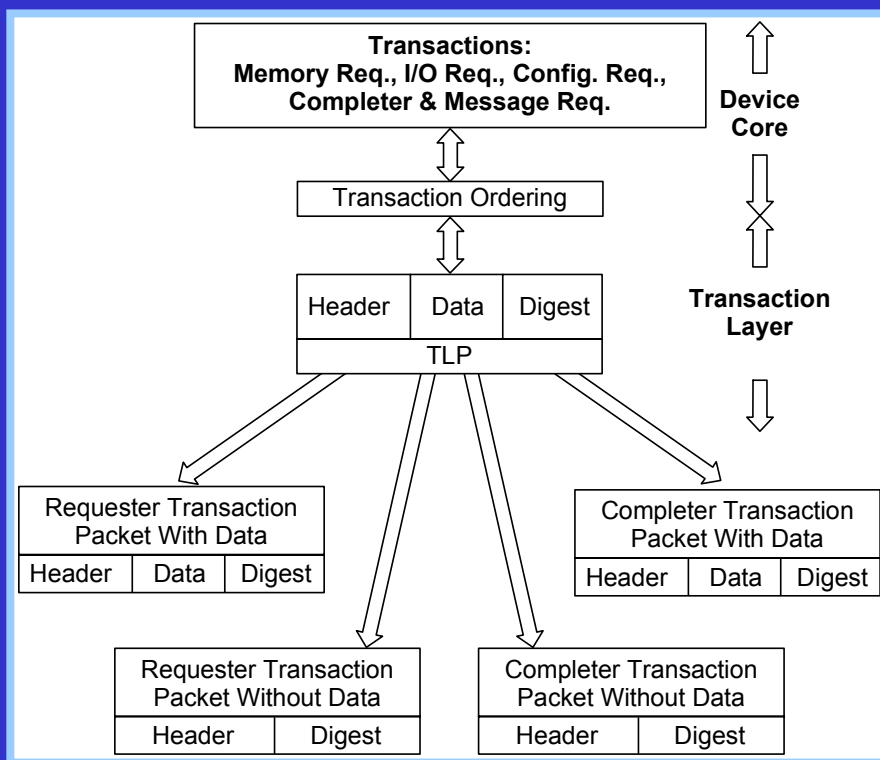 Transactions:
Memory Req., I/O Req., Config. Req.,
Completer & Message Req.
Device
Core
Transaction Ordering
Header Data Digest
TLP
Transaction
Layer
Requester Transaction
Packet With Data
Header Data Digest
Completer Transaction
Packet With Data
Header Data Digest
Requester Transaction
Packet Without Data
Header Digest
Completer Transaction
Packet Without Data
Header Digest